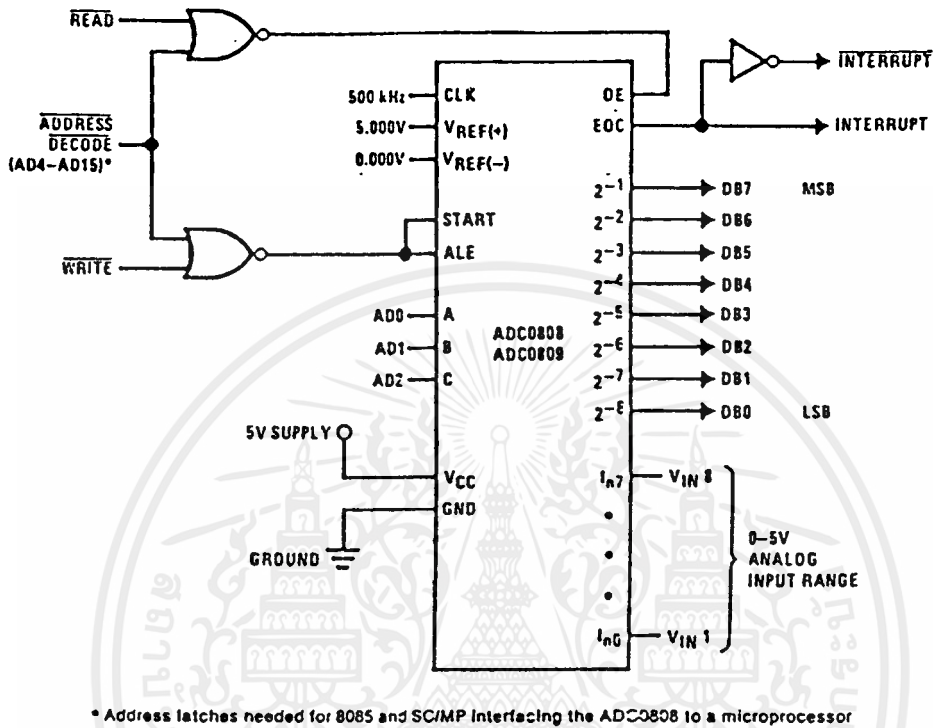 READ
ADDRESS
DECODE
(AD4-AD15)*
WRITE
500 kHz
5.000V
0.000V
AD0
AD1
AD2
5V SUPPLY
GROUND
CLK
VREF(+)
VREF(-)
START
ALE
A
B
C
VCC
GND
ADC0808
ADC0809
OE
EOC
2-1
2-2
2-3
2-4
2-5
2-6
2-7
2-8
In7
In0
INTERRUPT
INTERRUPT
DB7 MSB
DB6
DB5
DB4
DB3
DB2
DB1
DB0 LSB
VIN 8
0-5V
ANALOG
INPUT RANGE
VIN 1
* Address latches needed for 8085 and SC/MP Interfacing the ADC0808 to a microprocessor